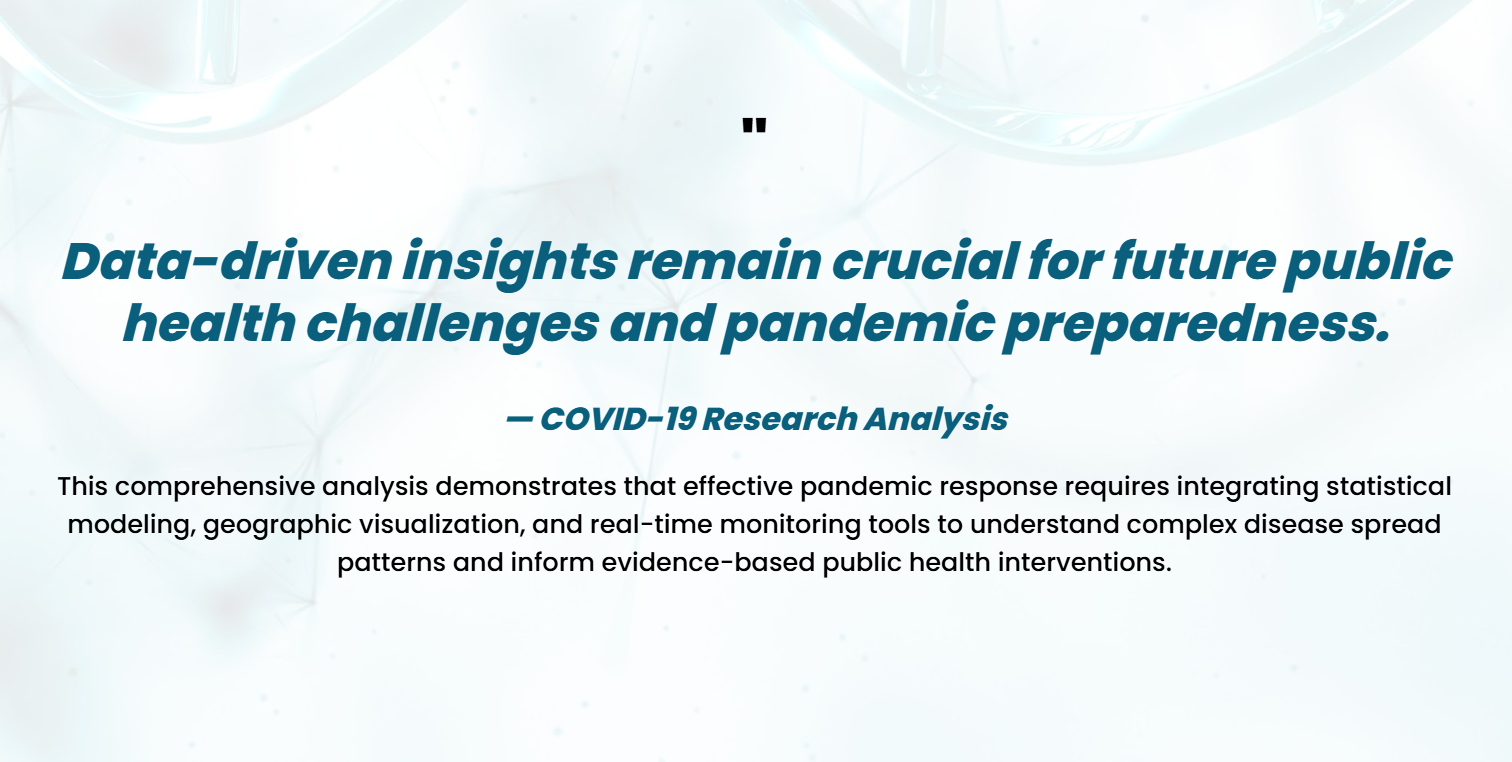 "
Data-driven insights remain crucial for future public
health challenges and pandemic preparedness.
— COVID-19 Research Analysis
This comprehensive analysis demonstrates that effective pandemic response requires integrating statistical
modeling, geographic visualization, and real-time monitoring tools to understand complex disease spread
patterns and inform evidence-based public health interventions.